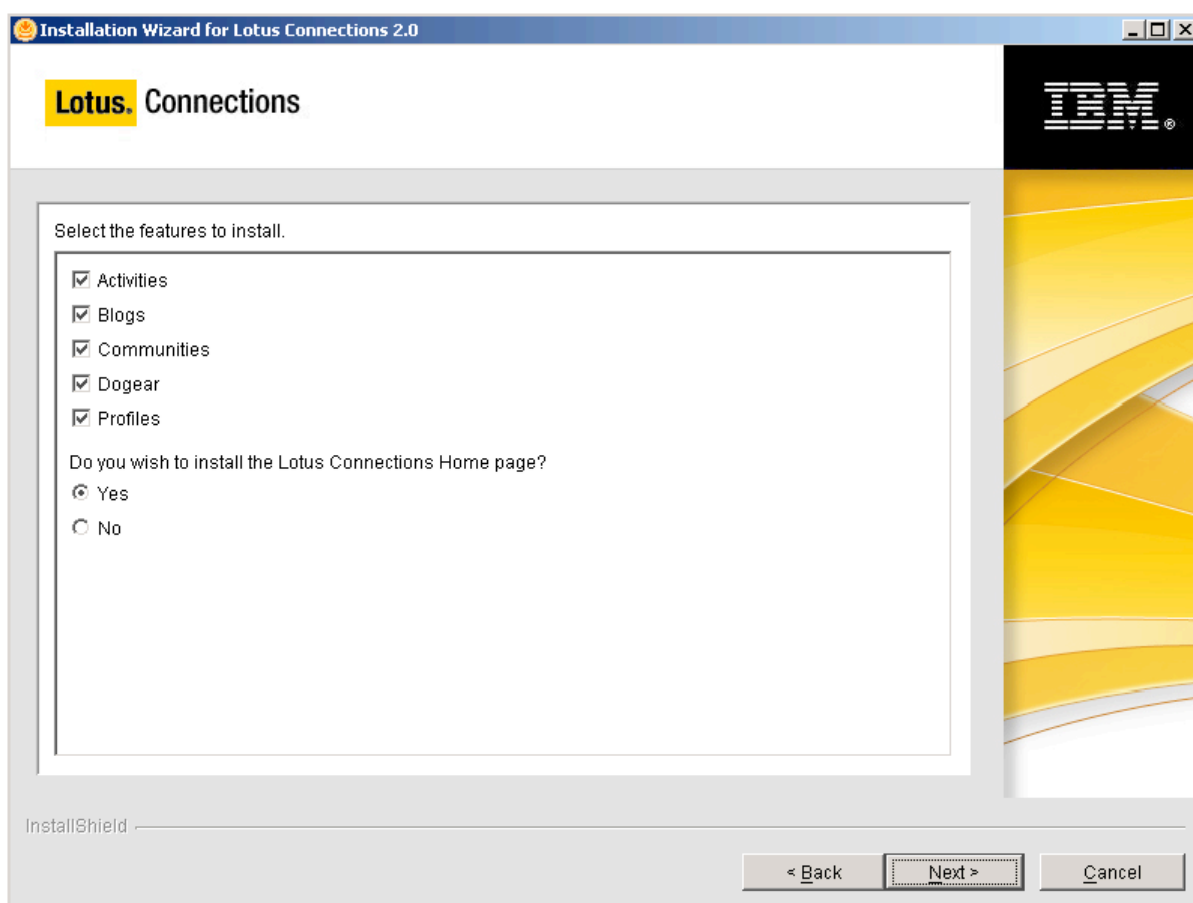 Installation Wizard for Lotus Connections 2.0
Lotus. Connections
IBM®
Select the features to install.
Activities
Blogs
Communities
Dogear
Profiles
Do you wish to install the Lotus Connections Home page?
Yes
No
InstallShield
< Back Next > Cancel